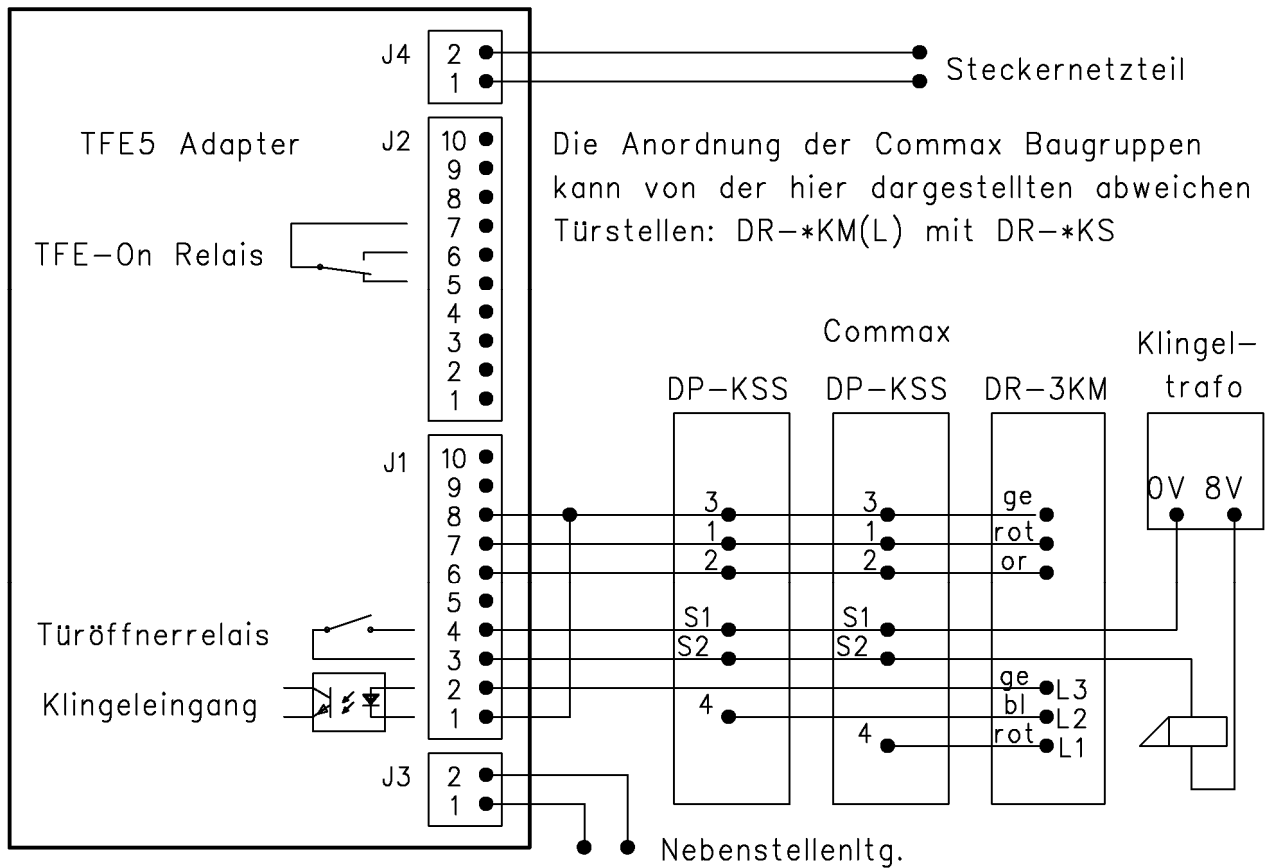 J4
2
1
Steckernetzteil
TFE5 Adapter
J2
10
9
8
7
6
5
4
3
2
1
Die Anordnung der Commax Baugruppen
kann von der hier dargestellten abweichen
Türstellen: DR-*KM(L) mit DR-*KS
TFE-On Relais
Commax
Klingel-
trafo
DP-KSS
DP-KSS
DR-3KM
J1
10
9
8
7
6
5
4
3
2
1
0V 8V
3
3
ge
1
1
rot
2
2
or
S1
S1
S2
S2
ge
L3
4
bl
L2
4
rot
L1
Türöffnerrelais
Klingeleingang
J3
2
1
Nebenstellenltg.